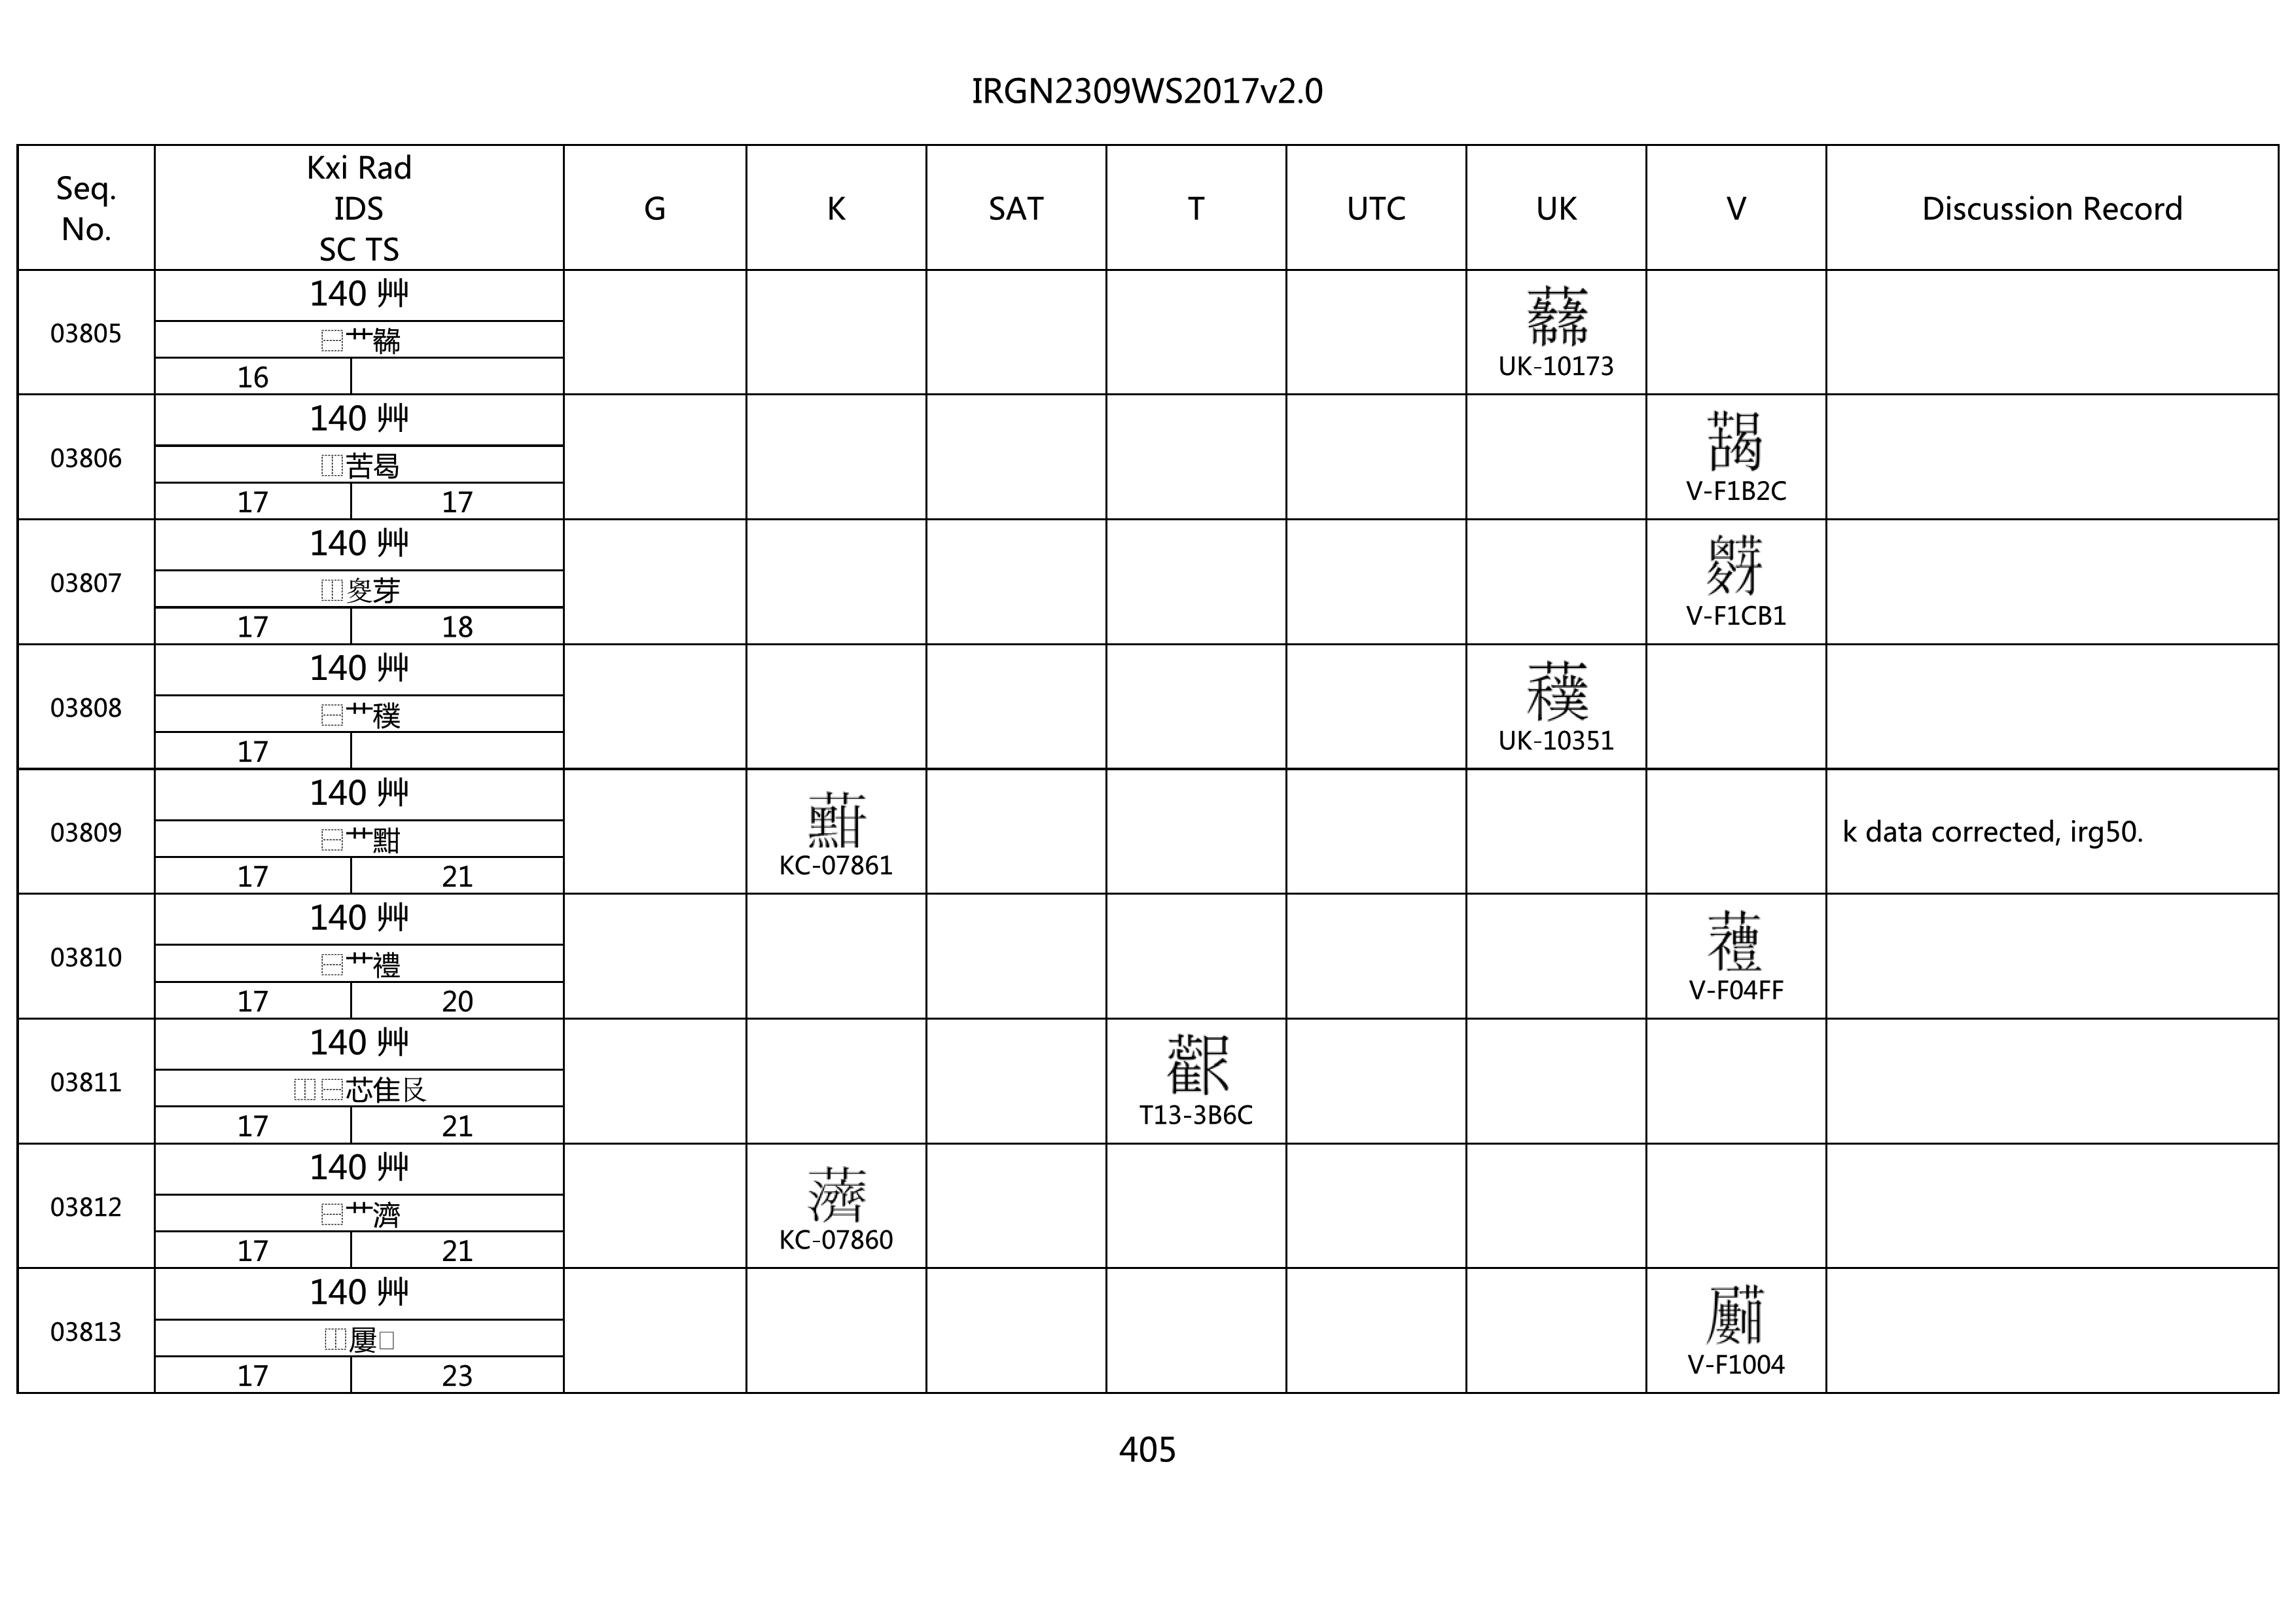 IRGN2309WS2017v2.0
Seq. No. Kxi Rad IDS SC TS G K SAT T UTC UK V Discussion Record
140 艸
03805 ⿱艹 UK-10173
16
140 艸
03806 ⿰苦曷 V-F1B2C
17 17
140 艸
03807 ⿰芽 V-F1CB1
17 18
140 艸
03808 ⿱艹穙 UK-10351
17
140 艸
03809 ⿱艹黚 KC-07861 k data corrected, irg50.
17 21
140 艸
03810 ⿱艹禮 V-F04FF
17 20
140 艸
03811 ⿰⿱芯隹𠬛 T13-3B6C
17 21
140 艸
03812 ⿱艹濟 KC-07860
17 21
140 艸
03813 ⿰屢 V-F1004
17 23
405